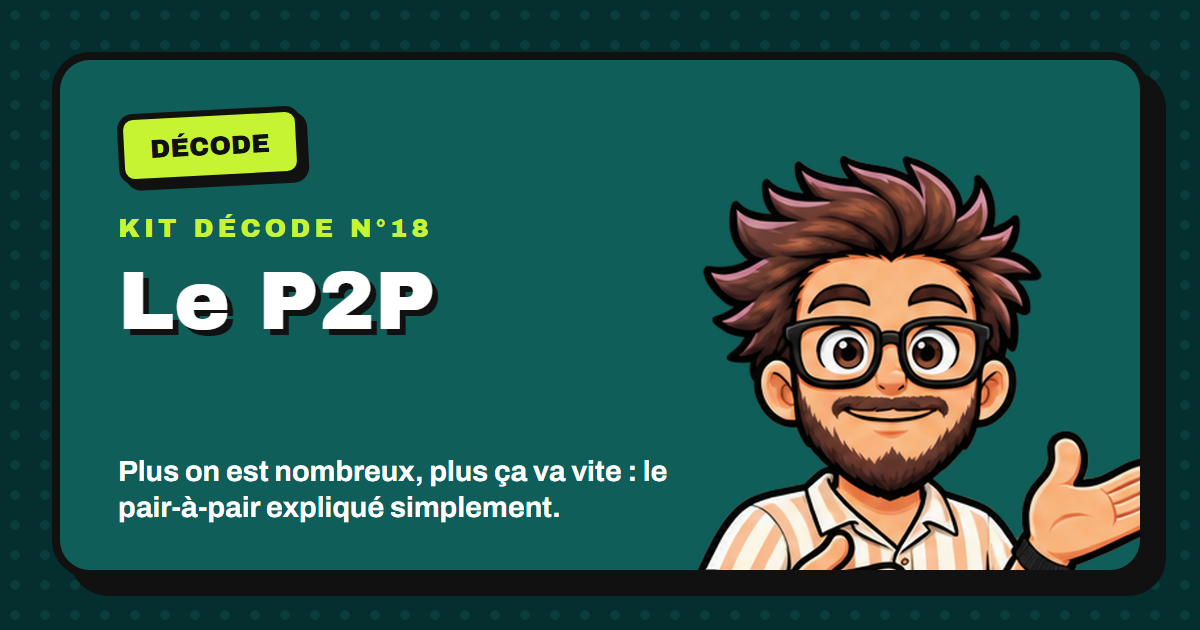 DÉCODE
KIT DÉCODE N°18
Le P2P
Plus on est nombreux, plus ça va vite : le
pair-à-pair expliqué simplement.